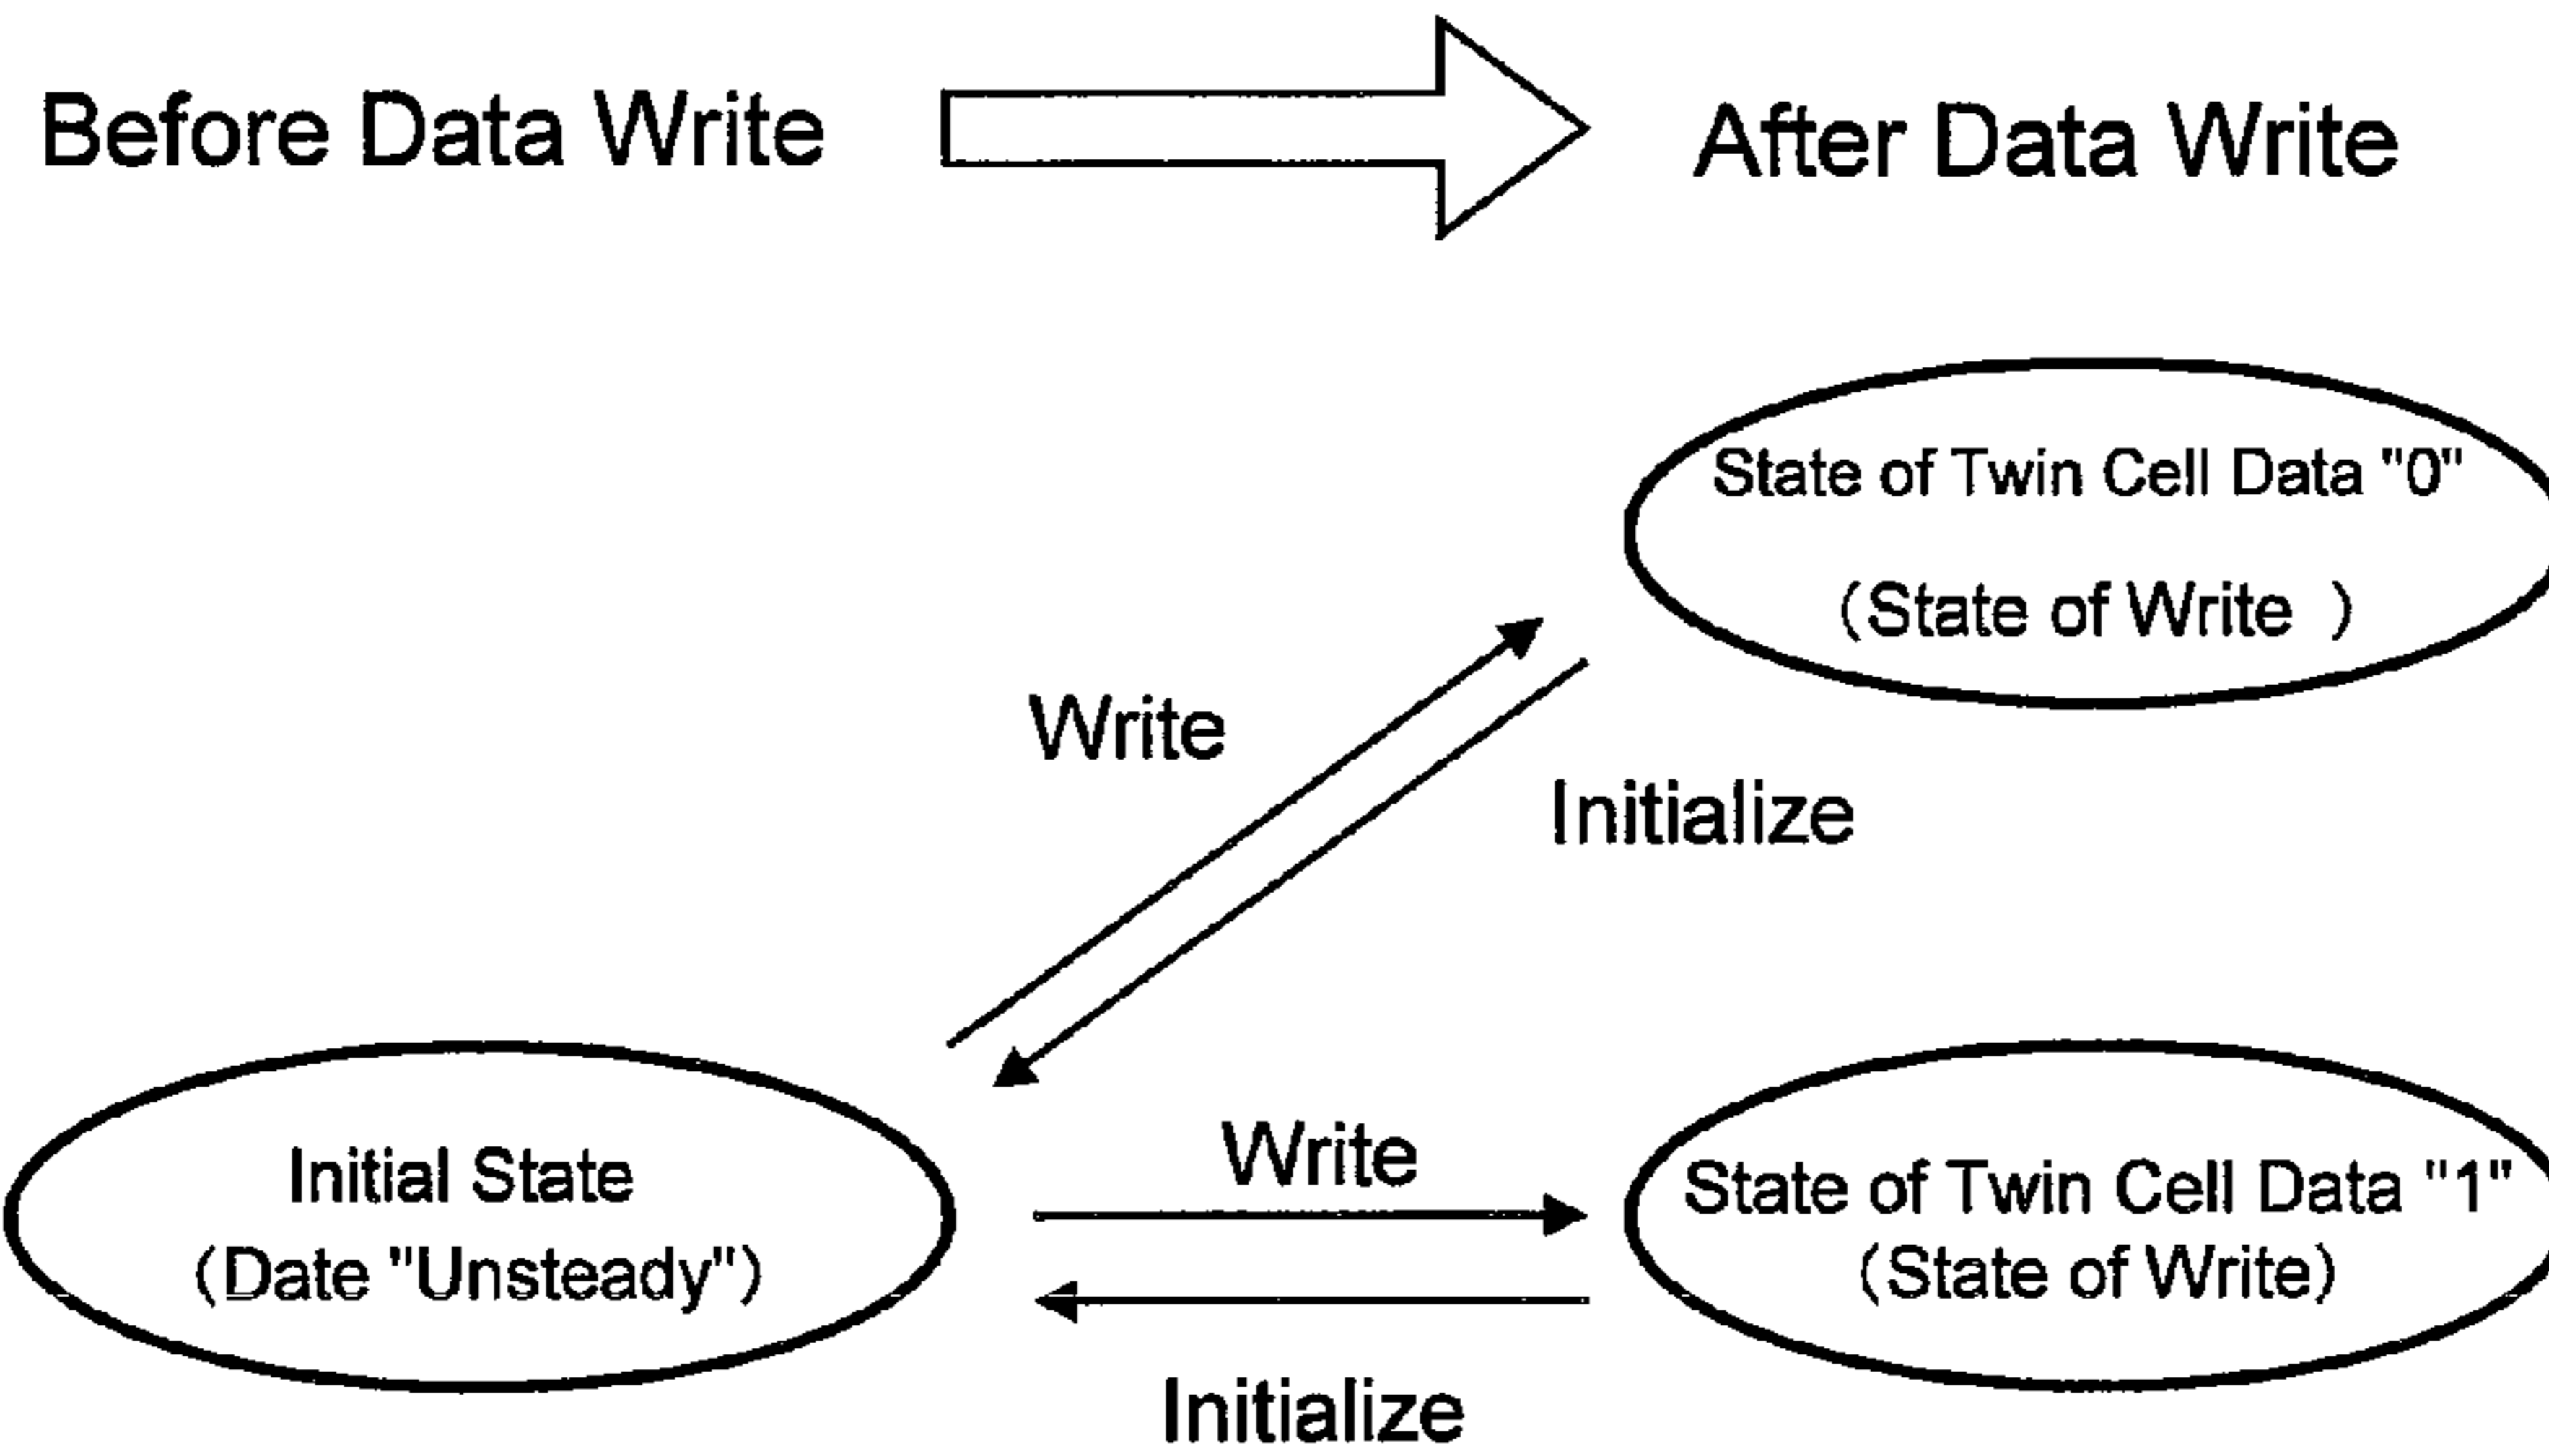 Before Data Write
After Data Write
State of Twin Cell Data "0"
(State of Write )
Write
Initialize
Initial State
(Date "Unsteady")
Write
State of Twin Cell Data "1"
(State of Write)
Initialize